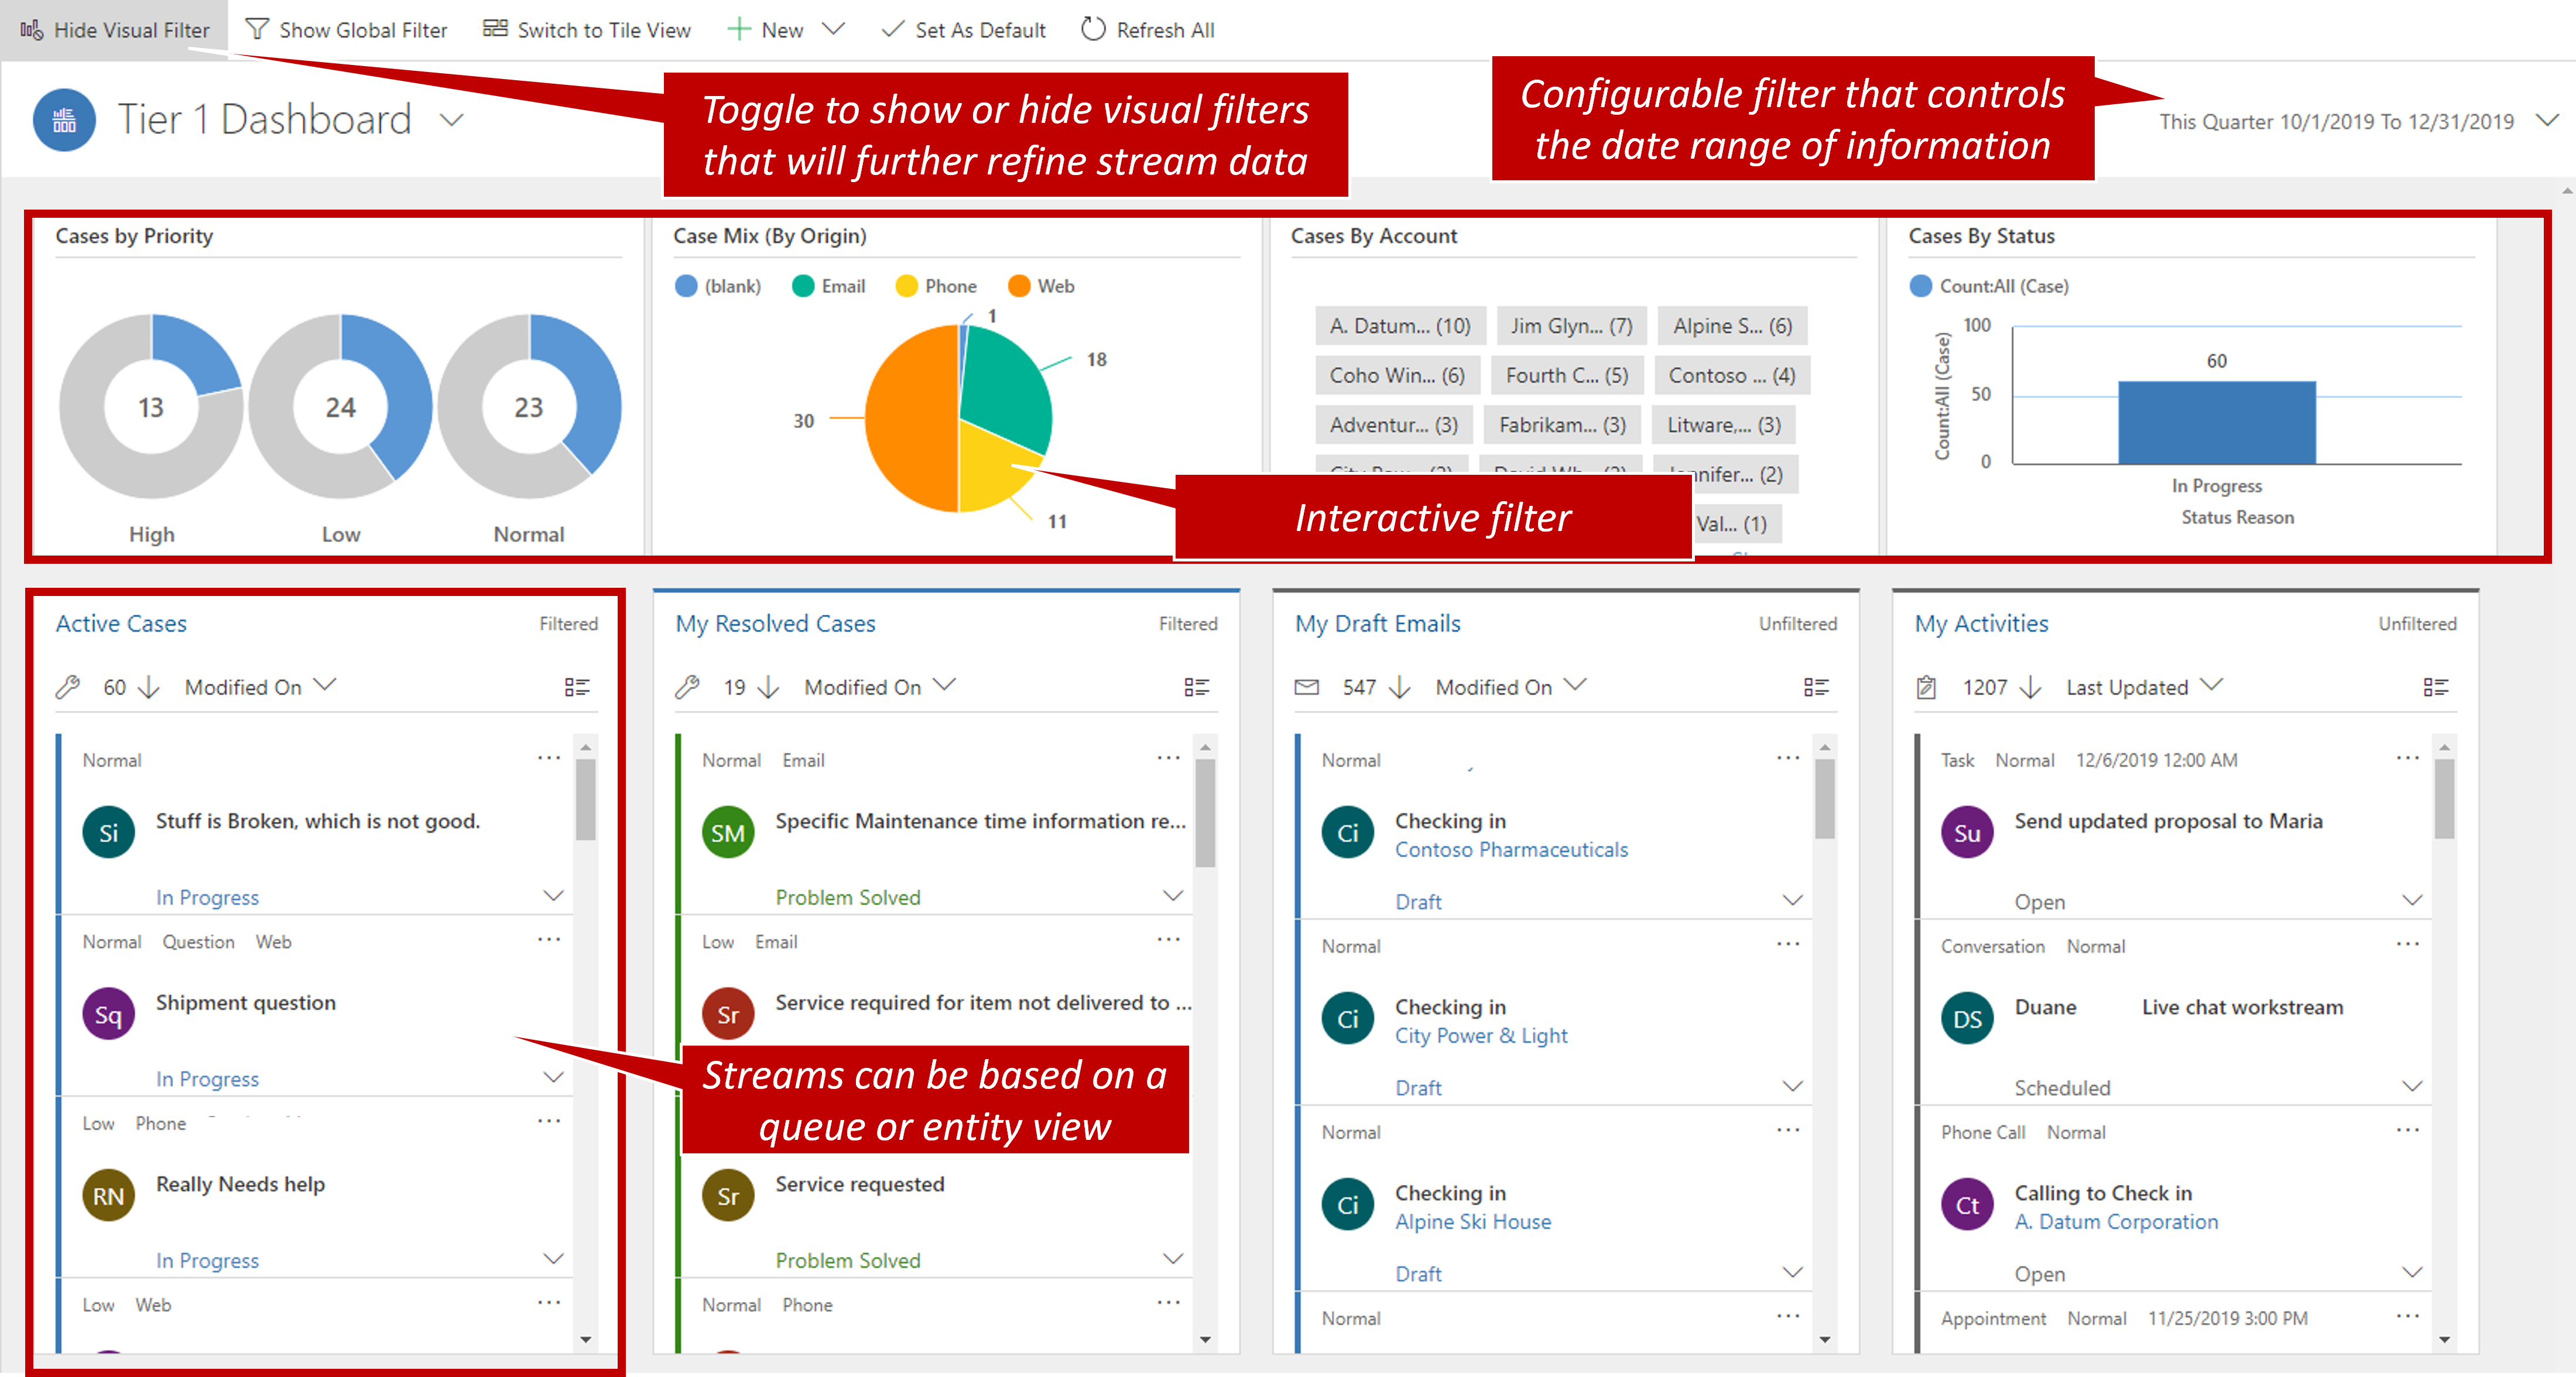 Hide Visual Filter
Show Global Filter
Switch to Tile View
New
Set As Default
Refresh All
Tier 1 Dashboard
Toggle to show or hide visual filters
that will further refine stream data
Configurable filter that controls
the date range of information
This Quarter 10/1/2019 To 12/31/2019
Cases by Priority
13
24
23
High
Low
Normal
Case Mix (By Origin)
(blank)
Email
Phone
Web
1
18
30
11
Interactive filter
Cases By Account
A. Datum... (10)
Jim Glyn... (7)
Alpine S... (6)
Coho Win... (6)
Fourth C... (5)
Contoso ... (4)
Adventur... (3)
Fabrikam... (3)
Litware,... (3)
(2)
Val... (1)
Cases By Status
Count:All (Case)
Count:All (Case)
100
50
0
60
In Progress
Status Reason
Active Cases
Filtered
60
Modified On
Normal
...
Si
Stuff is Broken, which is not good.
In Progress
Normal Question Web
...
Sq
Shipment question
In Progress
Low Phone
...
RN
Really Needs help
In Progress
Low Web
...
Streams can be based on a
queue or entity view
My Resolved Cases
Filtered
19
Modified On
Normal Email
...
SM
Specific Maintenance time information re...
Problem Solved
Low Email
...
Sr
Service required for item not delivered to ...
Sr
Service requested
Problem Solved
Normal Phone
...
My Draft Emails
Unfiltered
547
Modified On
Normal
...
Ci
Checking in
Contoso Pharmaceuticals
Draft
Normal
...
Ci
Checking in
City Power & Light
Draft
Normal
...
Ci
Checking in
Alpine Ski House
Draft
Normal
...
My Activities
Unfiltered
1207
Last Updated
Task Normal 12/6/2019 12:00 AM
...
Su
Send updated proposal to Maria
Open
Conversation Normal
...
DS
Duane Live chat workstream
Scheduled
Phone Call Normal
...
Ct
Calling to Check in
A. Datum Corporation
Open
Appointment Normal 11/25/2019 3:00 PM
...